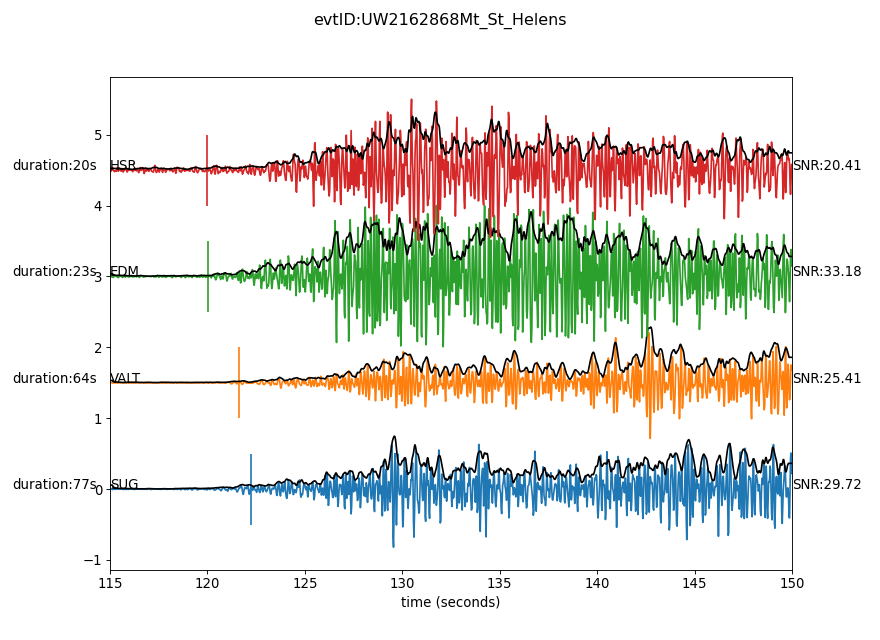 evtID:UW2162868Mt_St_Helens
5
duration:20s HSR SNR:20.41
4
duration:23s EDM SNR:33.18
3
2
duration:64s VALT SNR:25.41
1
duration:77s SUG SNR:29.72
0
−1
115 120 125 130 135 140 145 150
time (seconds)